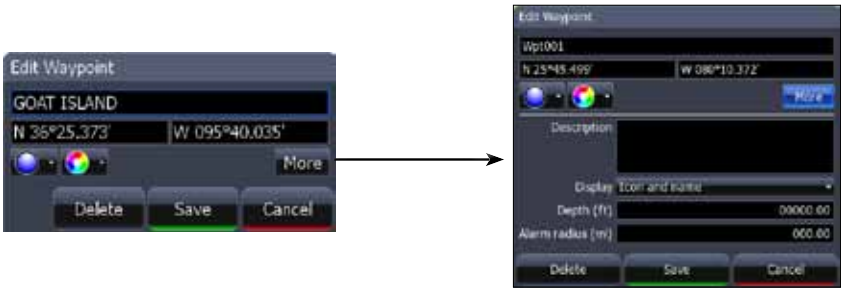 Edit Waypoint
GOAT ISLAND
N 36°25.373' W 095°40.035'
More
Delete Save Cancel
Edit Waypoint
Wpt001
N 25°45.499' W 080°10.372'
More
Description
Display Icon and name
Depth (ft) 00000.00
Alarm radius (mi) 000.00
Delete Save Cancel